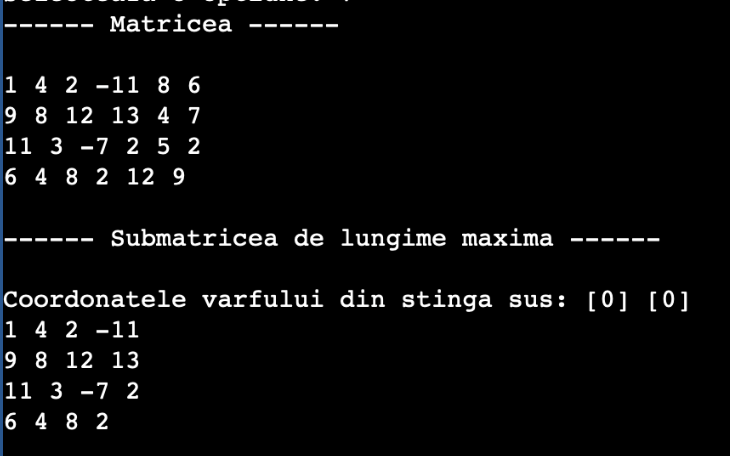 ------ Matricea ------
1 4 2 -11 8 6
9 8 12 13 4 7
11 3 -7 2 5 2
6 4 8 2 12 9
------ Submatricea de lungime maxima ------
Coordonatele varfului din stinga sus: [0] [0]
1 4 2 -11
9 8 12 13
11 3 -7 2
6 4 8 2